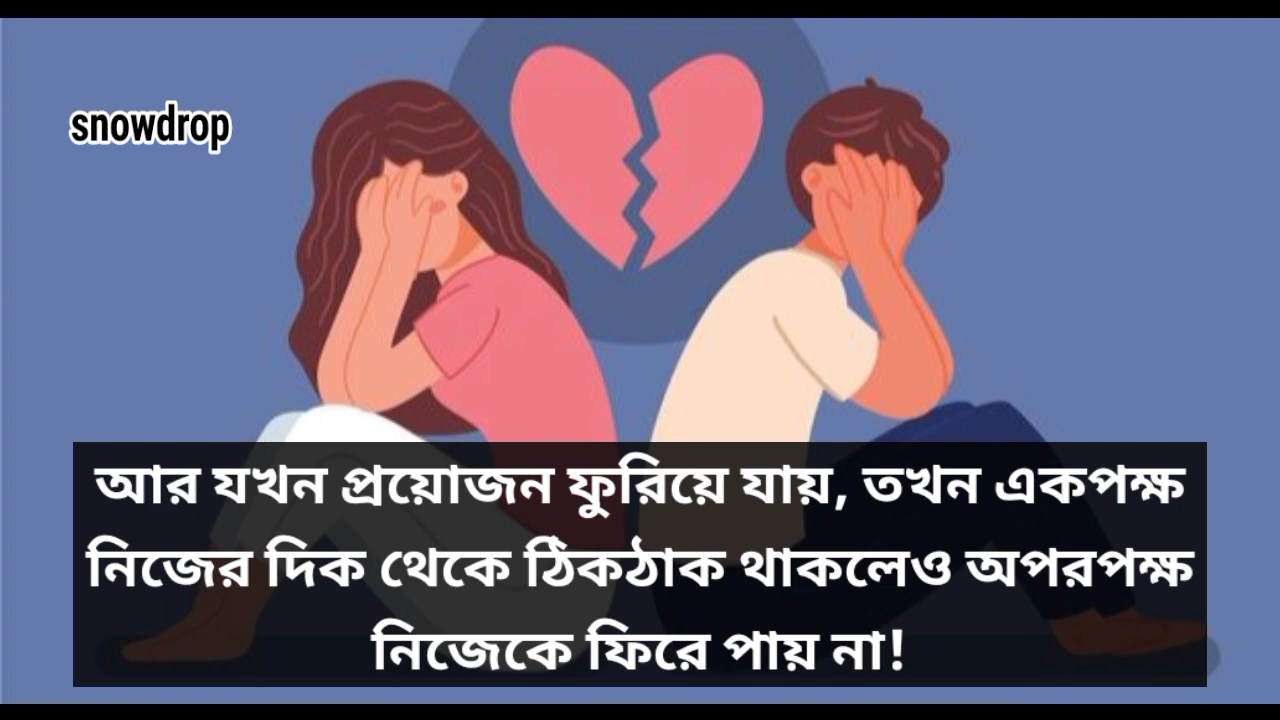 snowdrop
আর যখন প্রয়োজন ফুরিয়ে যায়, তখন একপক্ষ
নিজের দিক থেকে ঠিকঠাক থাকলেও অপরপক্ষ
নিজেকে ফিরে পায় না!